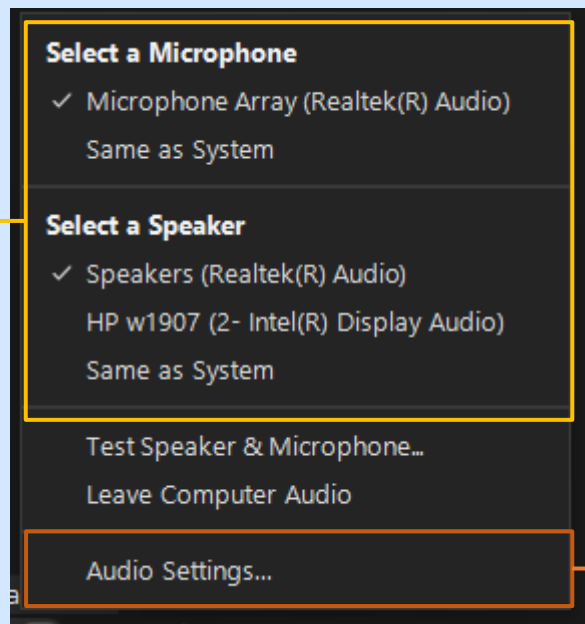 Select a Microphone
✓ Microphone Array (Realtek(R) Audio)
Same as System
Select a Speaker
✓ Speakers (Realtek(R) Audio)
HP w1907 (2- Intel(R) Display Audio)
Same as System
Test Speaker & Microphone...
Leave Computer Audio
Audio Settings...
a